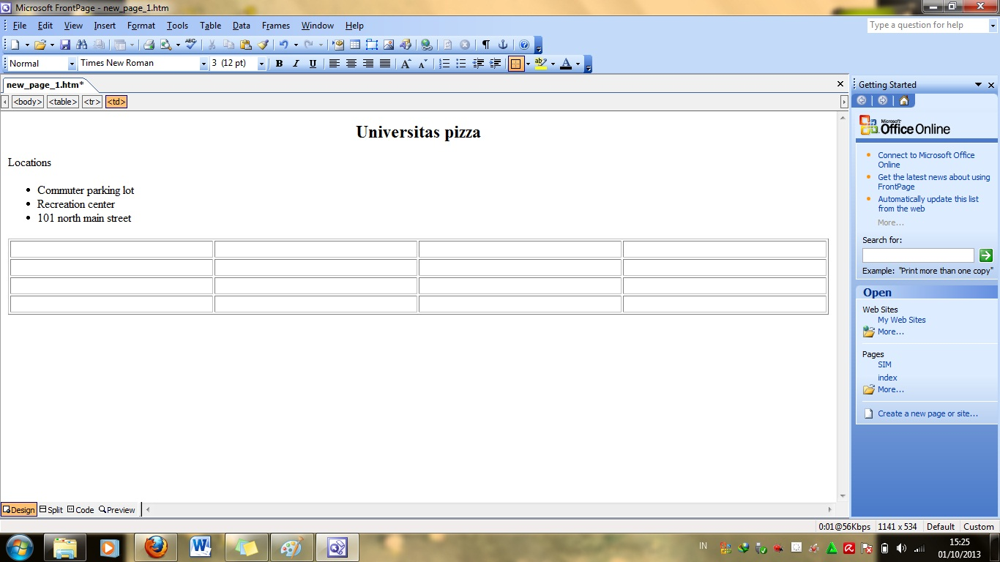 Microsoft FrontPage - new_page_1.htm
File Edit View Insert Format Tools Table Data Frames Window Help
Type a question for help
Normal Times New Roman 3 (12 pt) B I U A A A
new_page_1.htm*
<body> <table> <tr> <td>
Universitas pizza
Locations
• Commuter parking lot
• Recreation center
• 101 north main street
Design Split Code Preview
Getting Started
Microsoft
Office Online
Connect to Microsoft Office
Online
Get the latest news about using
FrontPage
Automatically update this list
from the web
More...
Search for:
Example: "Print more than one copy"
Open
Web Sites
My Web Sites
More...
Pages
SIM
index
More...
Create a new page or site...
0:01@56Kbps 1141 x 534 Default Custom
IN
15:25
01/10/2013